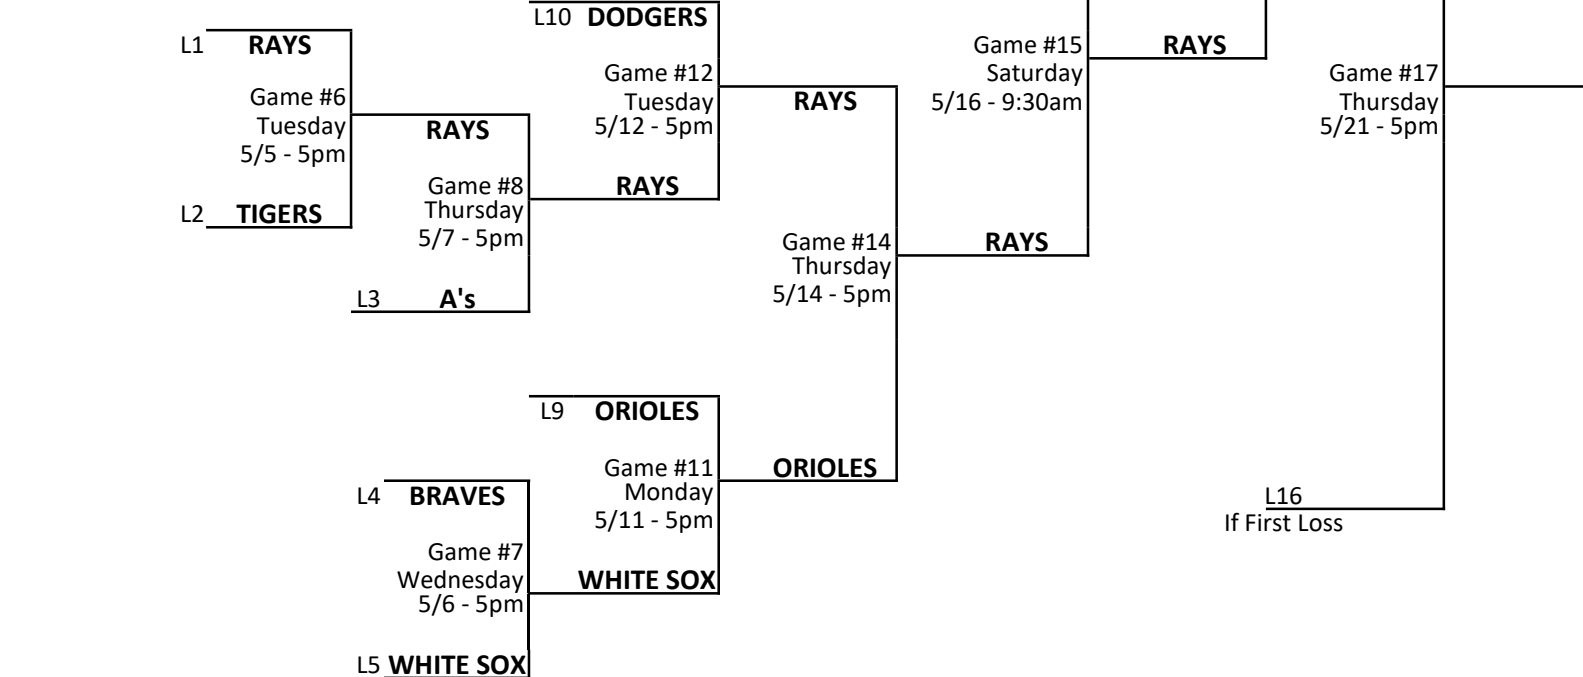 L10 DODGERS
L1 RAYS
Game #15
Saturday
5/16 - 9:30am
RAYS
Game #12
Tuesday
5/12 - 5pm
Game #17
Thursday
5/21 - 5pm
Game #6
Tuesday
5/5 - 5pm
RAYS
RAYS
Game #8
Thursday
5/7 - 5pm
RAYS
L2 TIGERS
Game #14
Thursday
5/14 - 5pm
RAYS
L3 A's
L9 ORIOLES
Game #11
Monday
5/11 - 5pm
ORIOLES
L4 BRAVES
L16
If First Loss
Game #7
Wednesday
5/6 - 5pm
WHITE SOX
L5 WHITE SOX